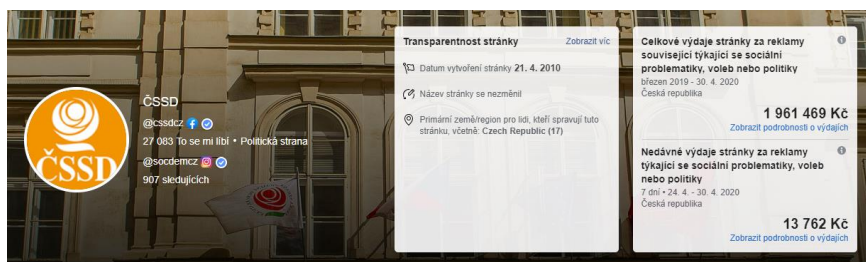 ČSSD
ČSSD
@cssdcz
27 083 To se mi líbí • Politická strana
@socdemcz
907 sledujících
Transparentnost stránky
Zobrazit víc
Datum vytvoření stránky 21. 4. 2010
Název stránky se nezměnil
Primární země/region pro lidi, kteří spravují tuto
stránku, včetně: Czech Republic (17)
Celkové výdaje stránky za reklamy
související týkající se sociální
problematiky, voleb nebo politiky
březen 2019 - 30. 4. 2020
Česká republika
1 961 469 Kč
Zobrazit podrobnosti o výdajích
Nedávné výdaje stránky za reklamy
týkající se sociální problematiky, voleb
nebo politiky
7 dní • 24. 4. - 30. 4. 2020
Česká republika
13 762 Kč
Zobrazit podrobnosti o výdajích